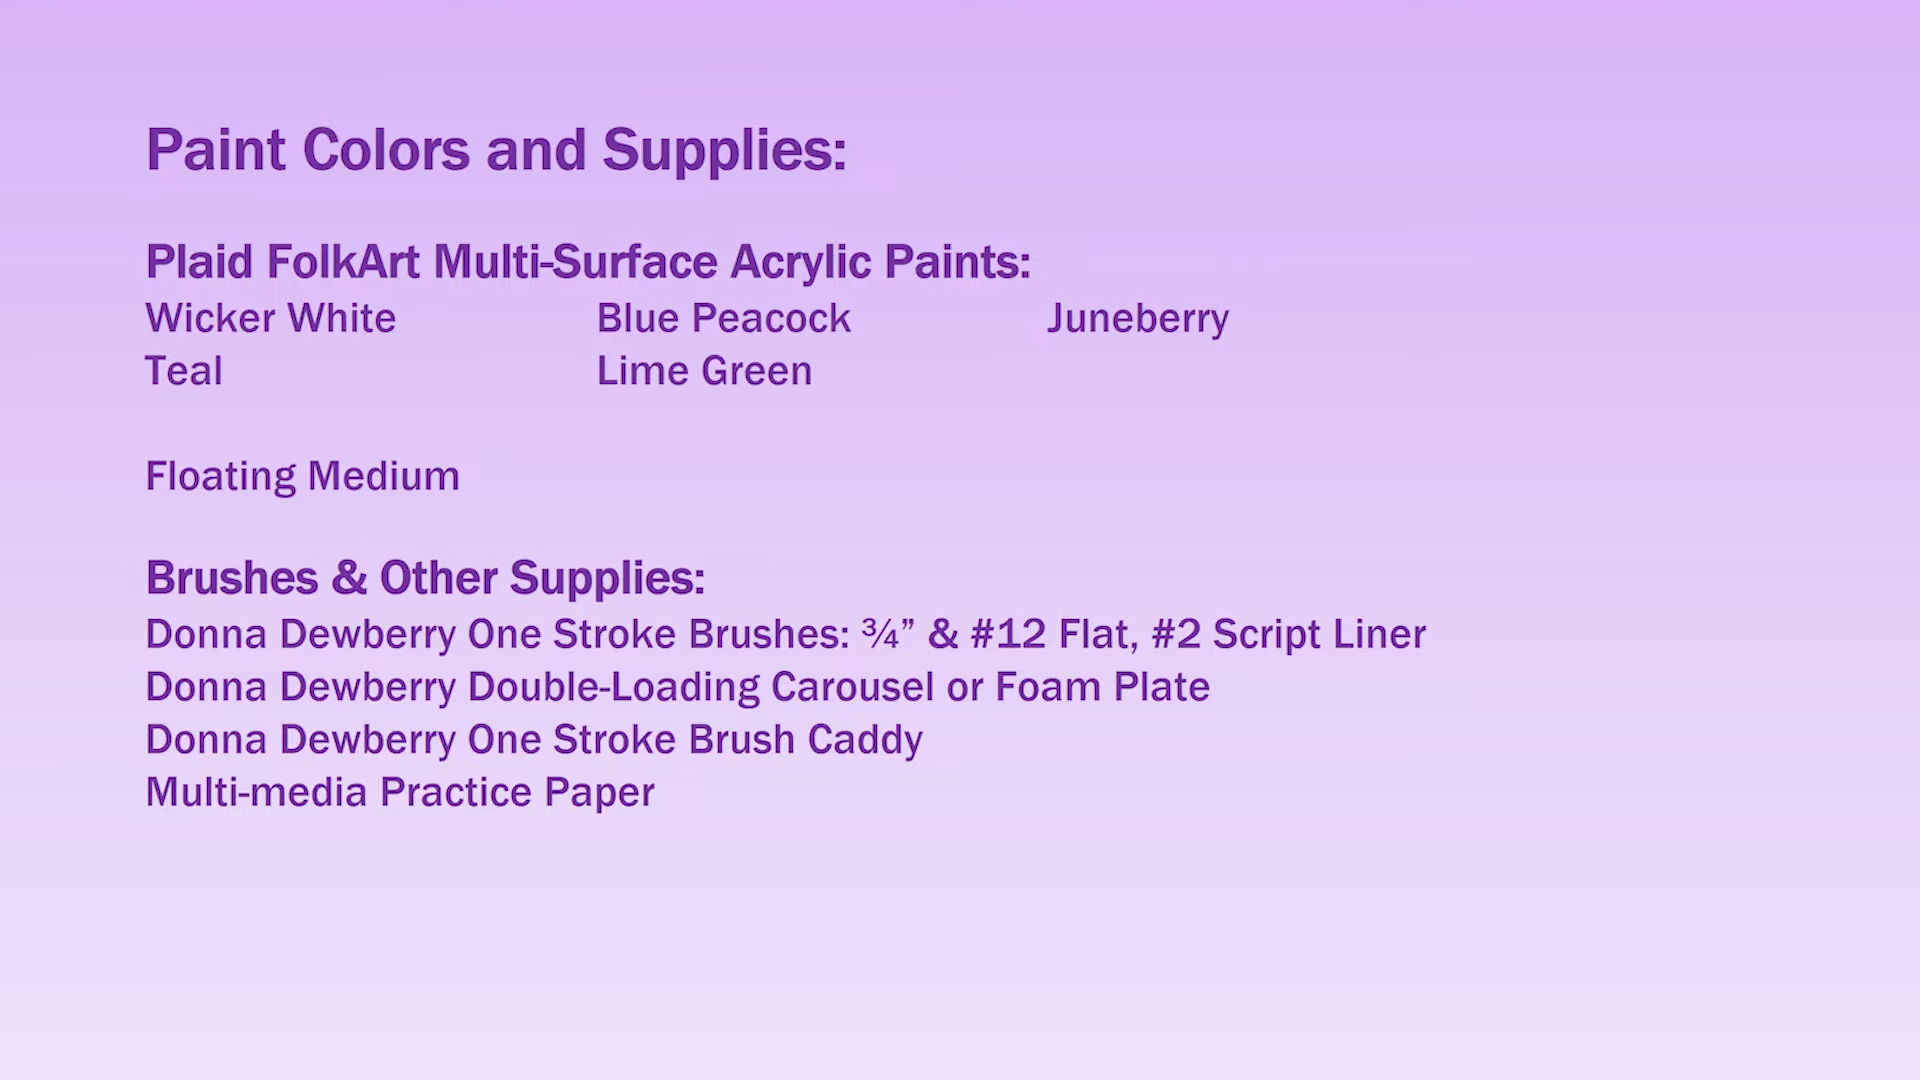 Paint Colors and Supplies:
Plaid FolkArt Multi-Surface Acrylic Paints:
Wicker White Blue Peacock Juneberry
Teal Lime Green
Floating Medium
Brushes & Other Supplies:
Donna Dewberry One Stroke Brushes: ¾” & #12 Flat, #2 Script Liner
Donna Dewberry Double-Loading Carousel or Foam Plate
Donna Dewberry One Stroke Brush Caddy
Multi-media Practice Paper